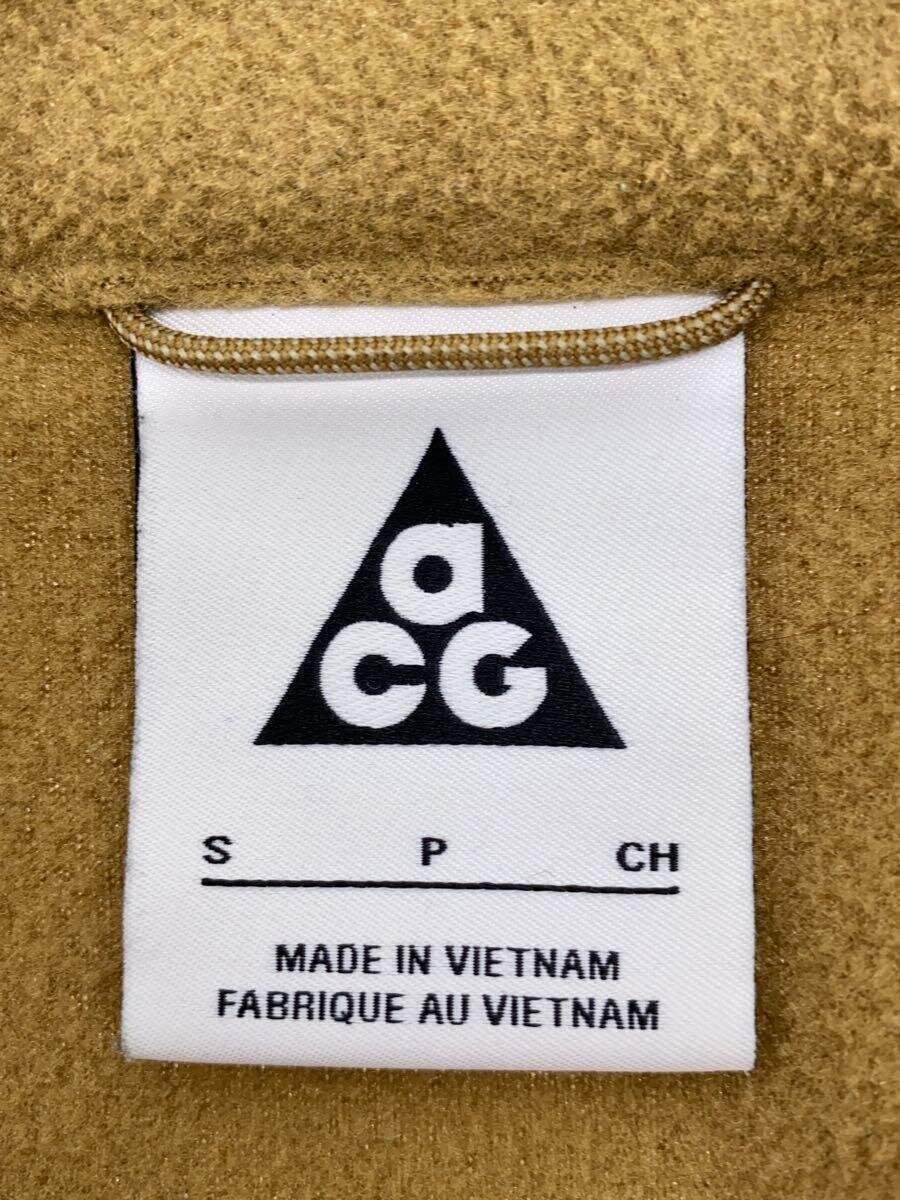 a
CG
S P CH
MADE IN VIETNAM
FABRIQUE AU VIETNAM